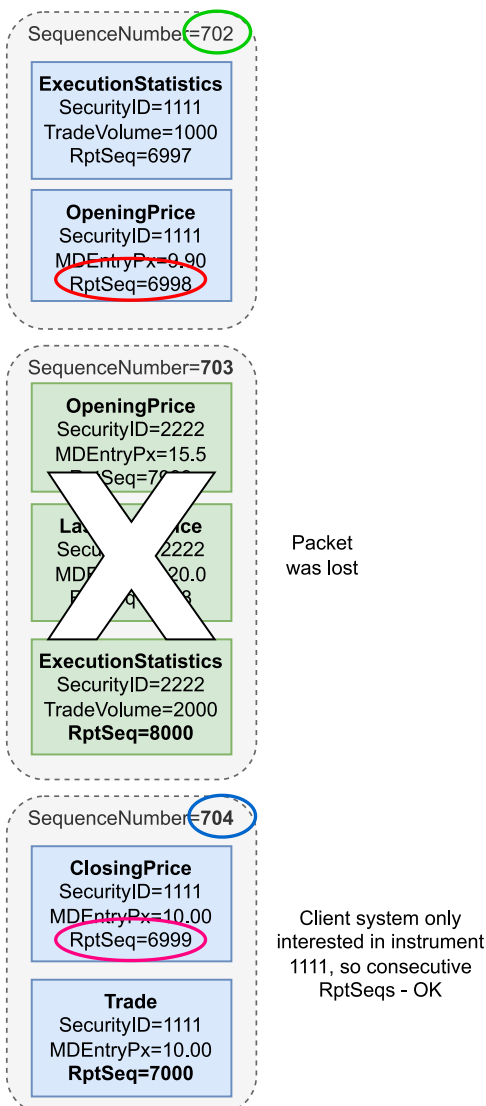 SequenceNumber=702
ExecutionStatistics
SecurityID=1111
TradeVolume=1000
RptSeq=6997
OpeningPrice
SecurityID=1111
MDEntryPx=9.90
RptSeq=6998
SequenceNumber=703
OpeningPrice
SecurityID=2222
MDEntryPx=15.5
ExecutionStatistics
SecurityID=2222
TradeVolume=2000
RptSeq=8000
Packet
was lost
SequenceNumber=704
ClosingPrice
SecurityID=1111
MDEntryPx=10.00
RptSeq=6999
Trade
SecurityID=1111
MDEntryPx=10.00
RptSeq=7000
Client system only
interested in instrument
1111, so consecutive
RptSeqs - OK